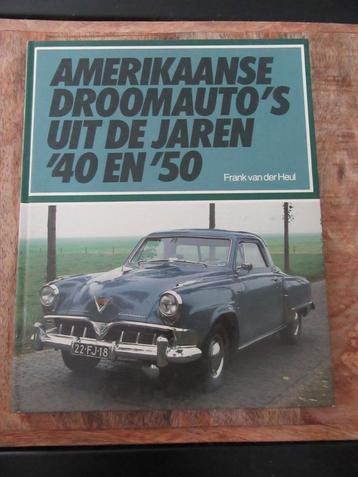 AMERIKAANSE
DROOMAUTO'S
UIT DE JAREN
'40 EN '50
Frank van der Heul
22-FJ-18